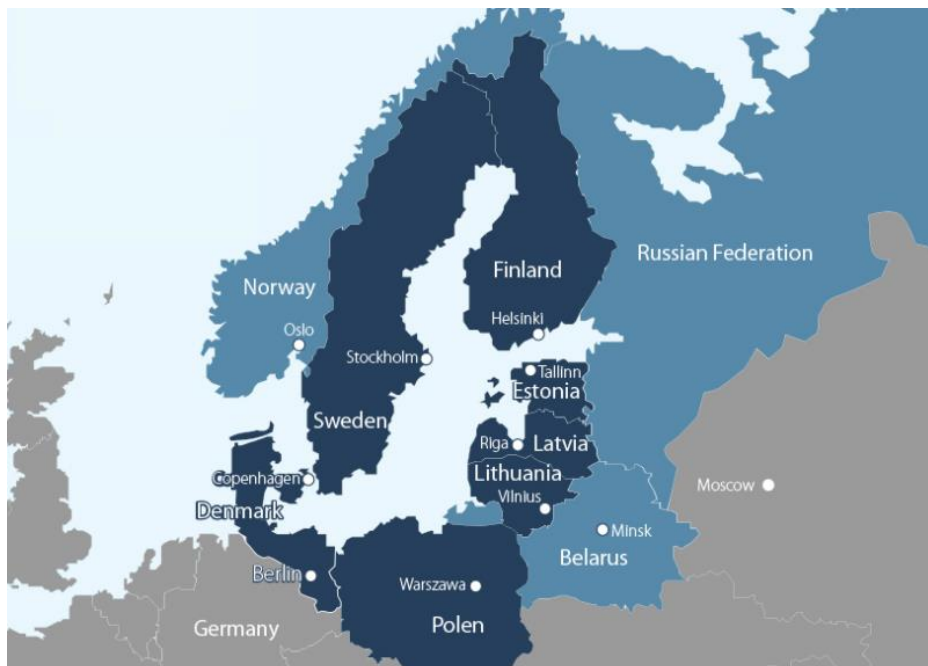 Russian Federation
Finland
Norway
Helsinki
Oslo
Stockholm
Tallinn
Estonia
Sweden
Riga
Latvia
Lithuania
Copenhagen
Moscow
Vilnius
Denmark
Minsk
Belarus
Berlin
Warszawa
Germany
Polen